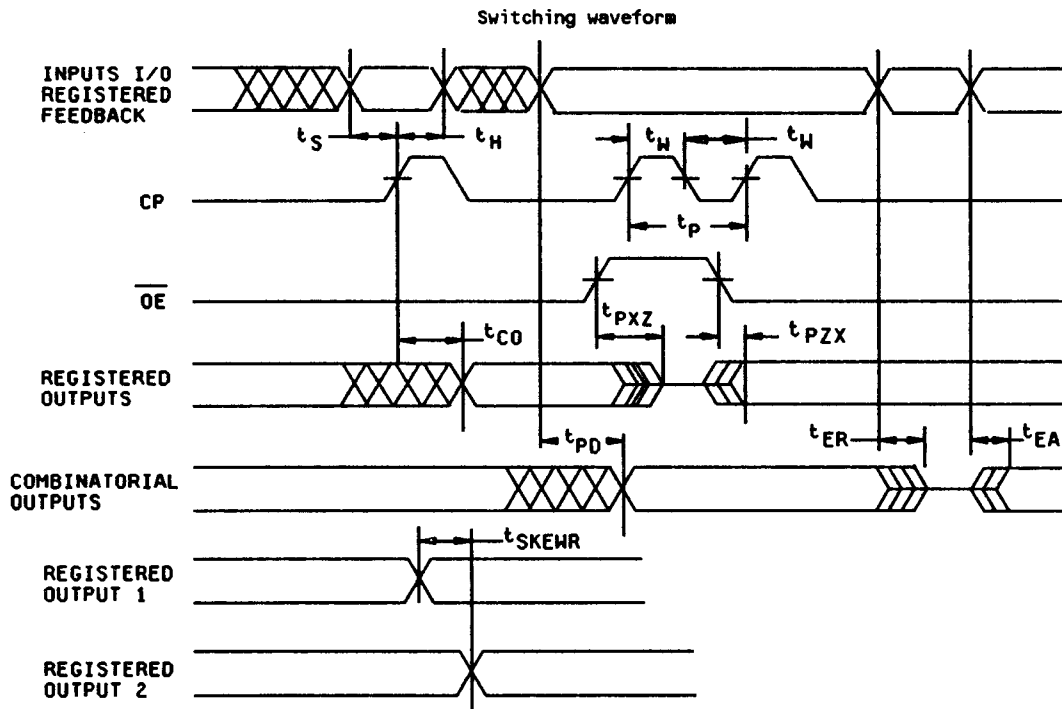 Switching waveform
INPUTS I/O
REGISTERED
FEEDBACK
tS
tH
tW
tW
CP
tP
OE
tPXZ
tPZX
tCO
REGISTERED
OUTPUTS
tPD
tER
tEA
COMBINATORIAL
OUTPUTS
tSKEWR
REGISTERED
OUTPUT 1
REGISTERED
OUTPUT 2